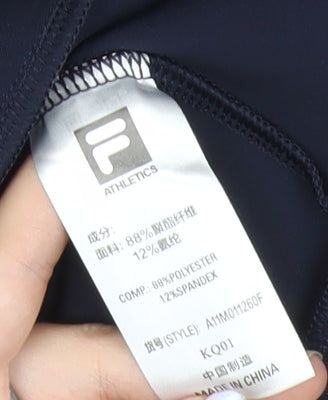 F
ATHLETICS
成分:
面料: 88%聚酯纤维
12%氨纶
COMP: 88%POLYESTER
12%SPANDEX
货号(STYLE): A11M011260F
KQ01
中国制造
MADE IN CHINA